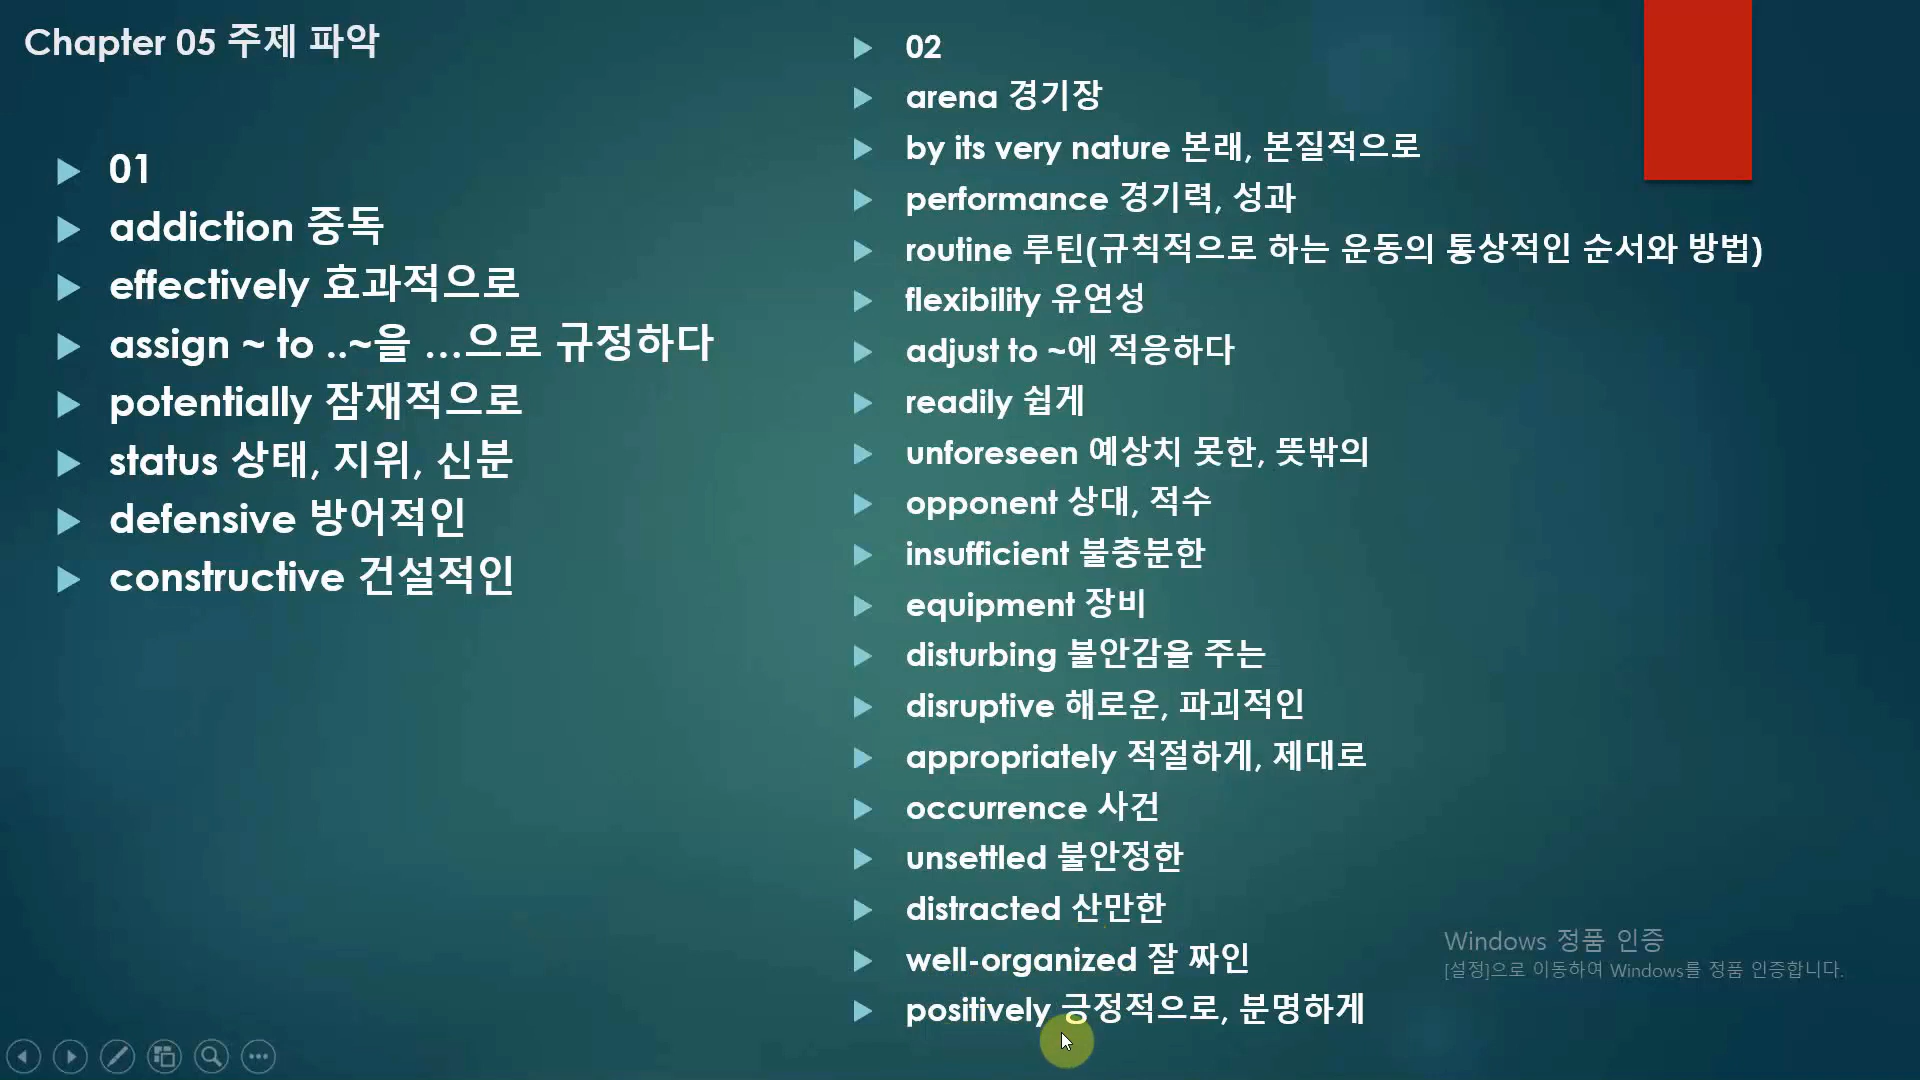 Chapter 05 주제 파악
01
addiction 중독
effectively 효과적으로
assign ~ to ..~을 ...으로 규정하다
potentially 잠재적으로
status 상태, 지위, 신분
defensive 방어적인
constructive 건설적인
02
arena 경기장
by its very nature 본래, 본질적으로
performance 경기력, 성과
routine 루틴(규칙적으로 하는 운동의 통상적인 순서와 방법)
flexibility 유연성
adjust to ~에 적응하다
readily 쉽게
unforeseen 예상치 못한, 뜻밖의
opponent 상대, 적수
insufficient 불충분한
equipment 장비
disturbing 불안감을 주는
disruptive 해로운, 파괴적인
appropriately 적절하게, 제대로
occurrence 사건
unsettled 불안정한
distracted 산만한
well-organized 잘 짜인
positively 긍정적으로, 분명하게
Windows 정품 인증
[설정]으로 이동하여 Windows를 정품 인증합니다.